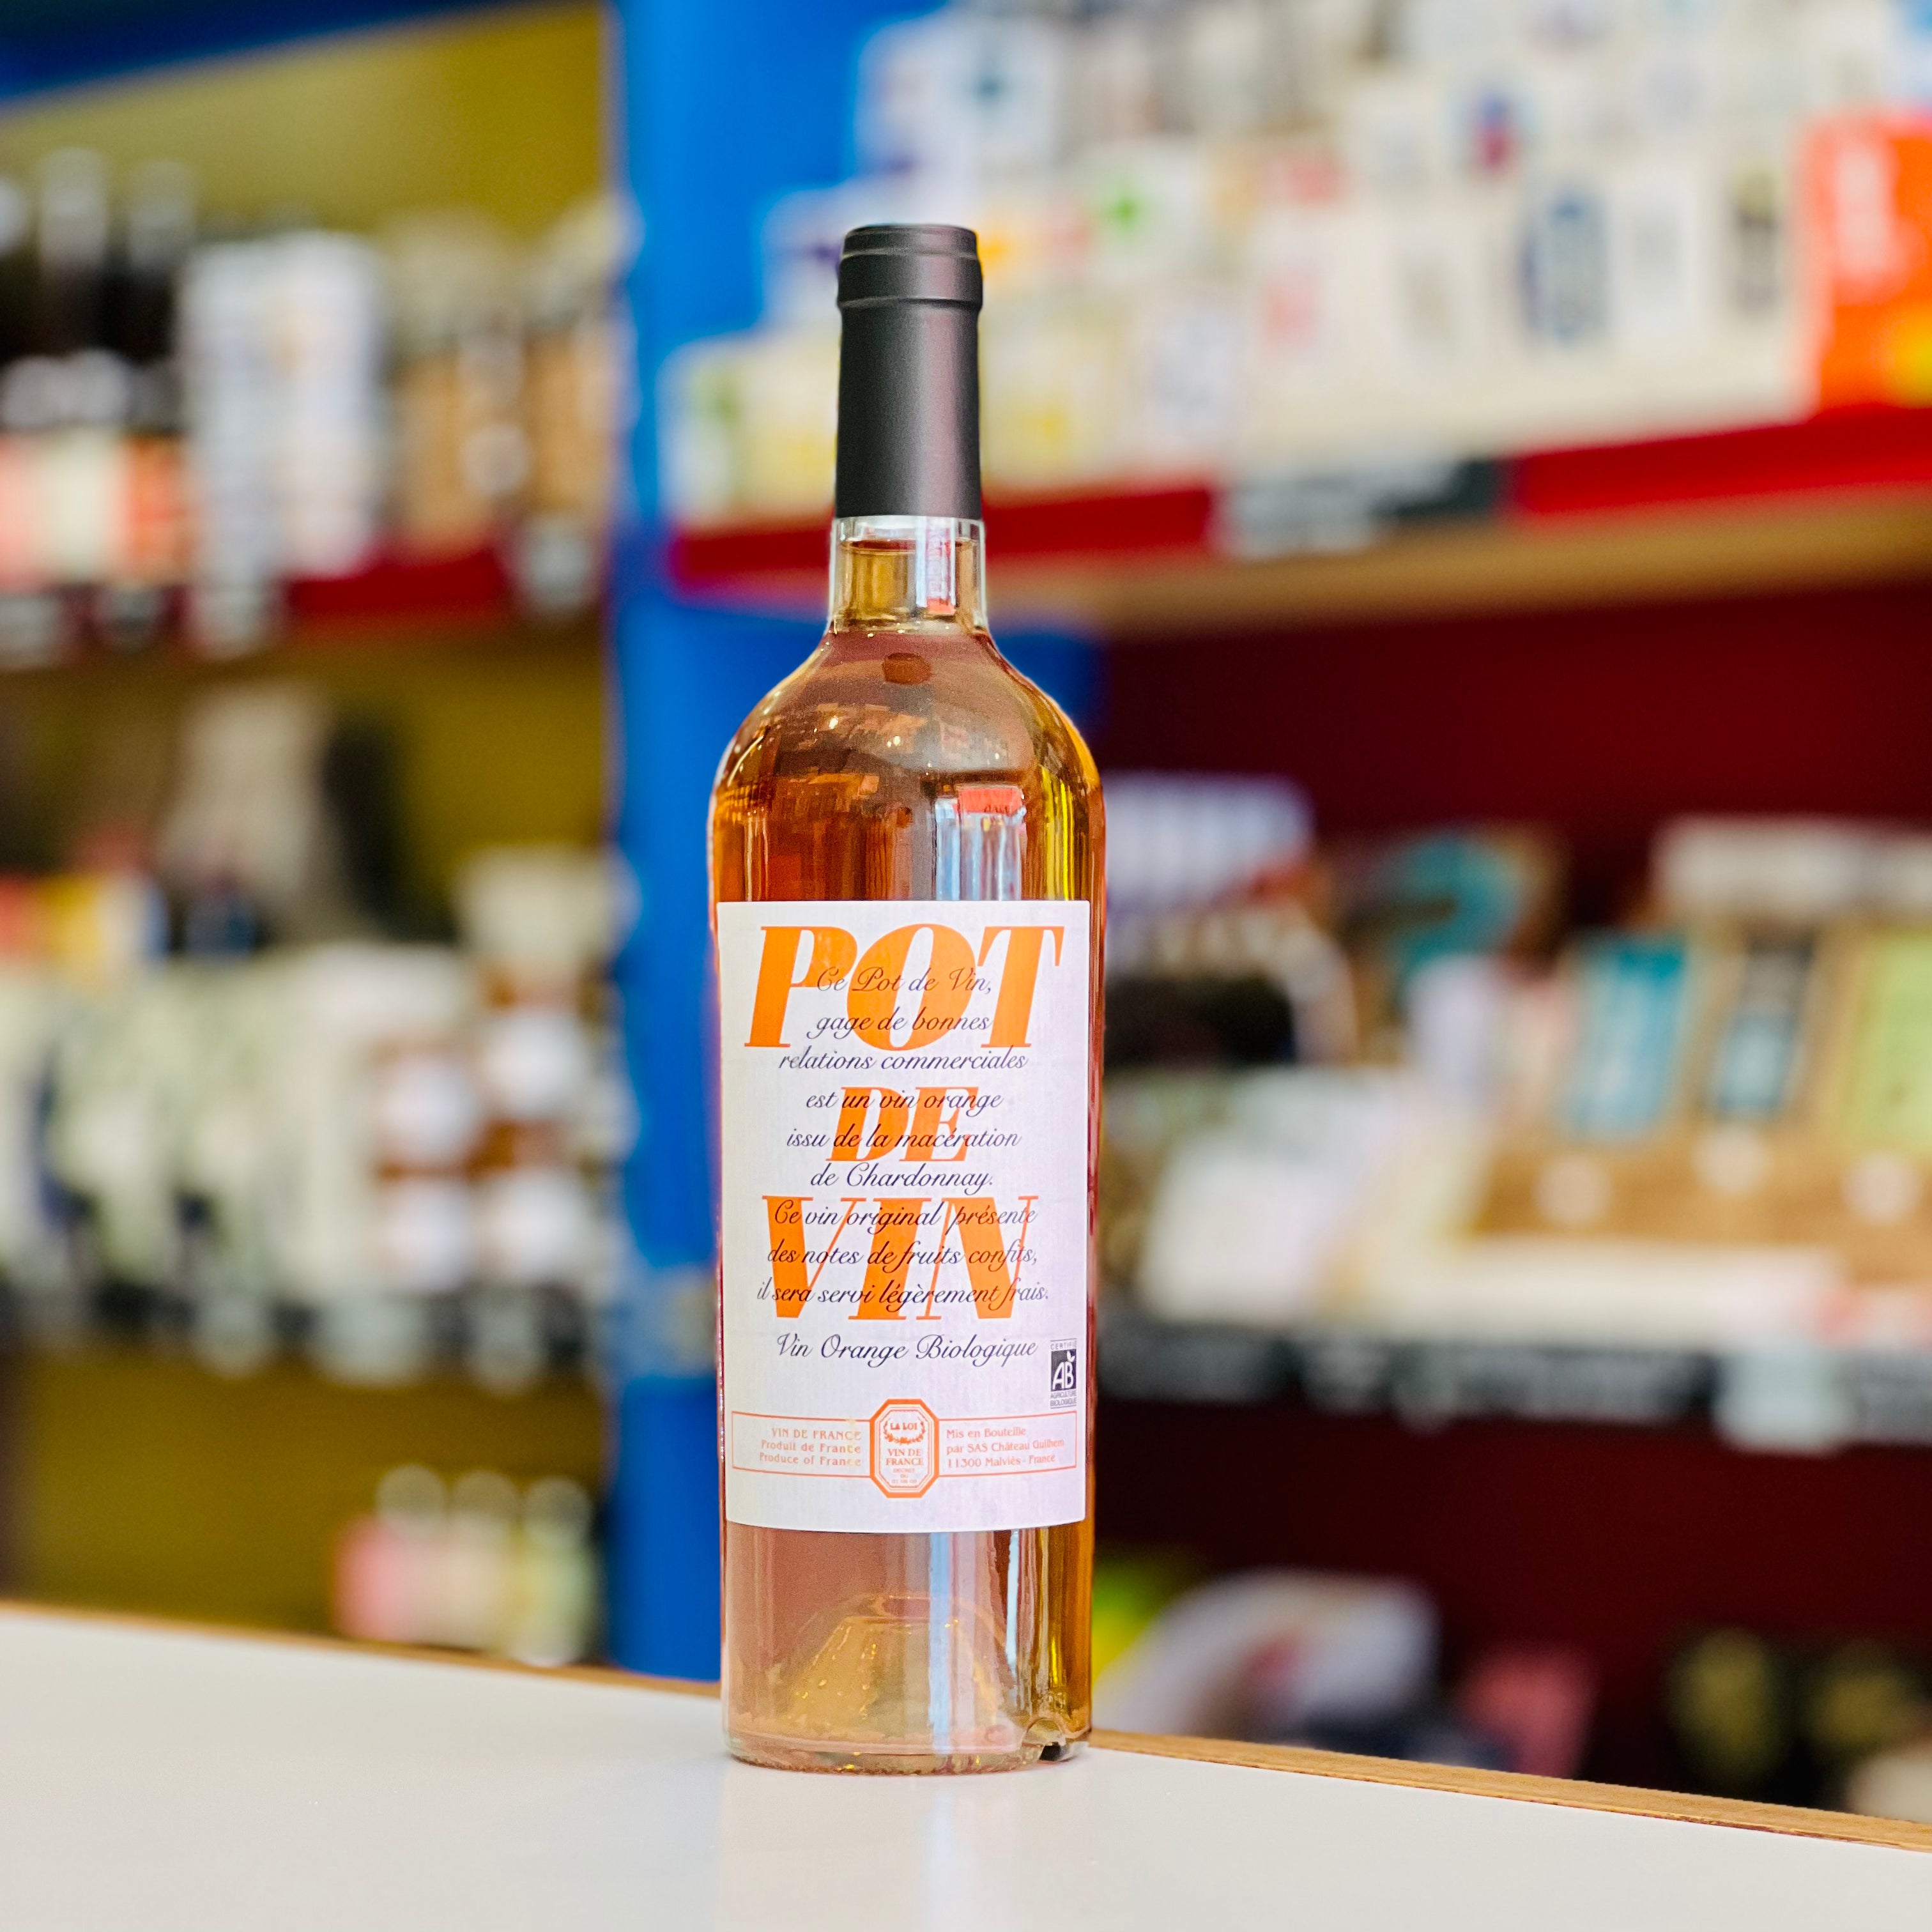 POT
Ce Pot de Vin,
gage de bonnes
relations commerciales
DE
est un vin orange
issu de la macération
de Chardonnay.
VIN
Ce vin original présente
des notes de fruits confits,
il sera servi légèrement frais.
Vin Orange Biologique
CERTIFIÉ
AB
AGRICULTURE
BIOLOGIQUE
VIN DE FRANCE
Produit de France
Produce of France
LA LOI
VIN DE
FRANCE
Mis en Bouteille
par SAS Château Guilhem
11300 Malviès - France